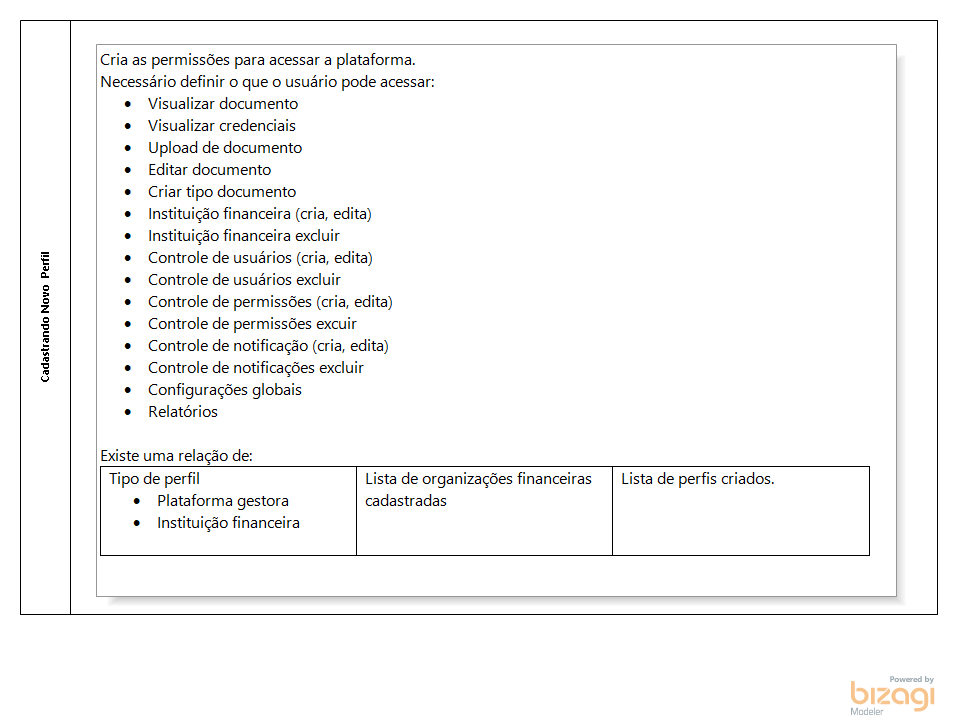 Cadastrando Novo Perfil
Cria as permissões para acessar a plataforma.
Necessário definir o que o usuário pode acessar:
• Visualizar documento
• Visualizar credenciais
• Upload de documento
• Editar documento
• Criar tipo documento
• Instituição financeira (cria, edita)
• Instituição financeira excluir
• Controle de usuários (cria, edita)
• Controle de usuários excluir
• Controle de permissões (cria, edita)
• Controle de permissões excuir
• Controle de notificação (cria, edita)
• Controle de notificações excluir
• Configurações globais
• Relatórios
Existe uma relação de:
Tipo de perfil
• Plataforma gestora
• Instituição financeira
Lista de organizações financeiras
cadastradas
Lista de perfis criados.
Powered by
bizagi
Modeler